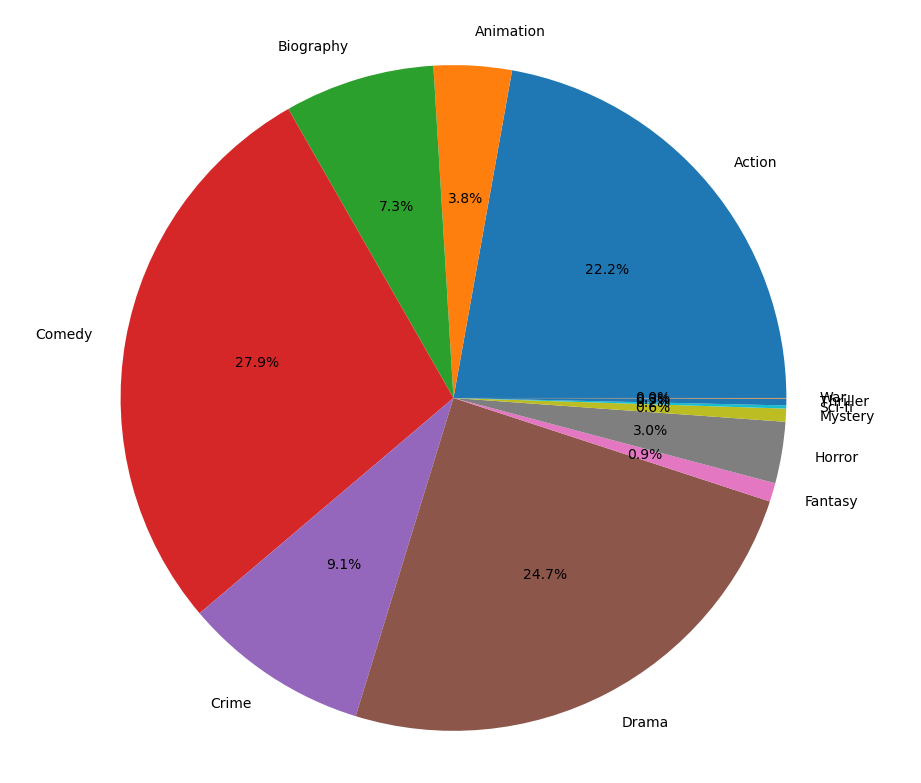 Animation
Biography
Action
3.8%
7.3%
22.2%
Comedy
27.9%
War
Thriller
Sci-fi
0.6%
Mystery
3.0%
0.9%
Horror
Fantasy
9.1%
24.7%
Crime
Drama